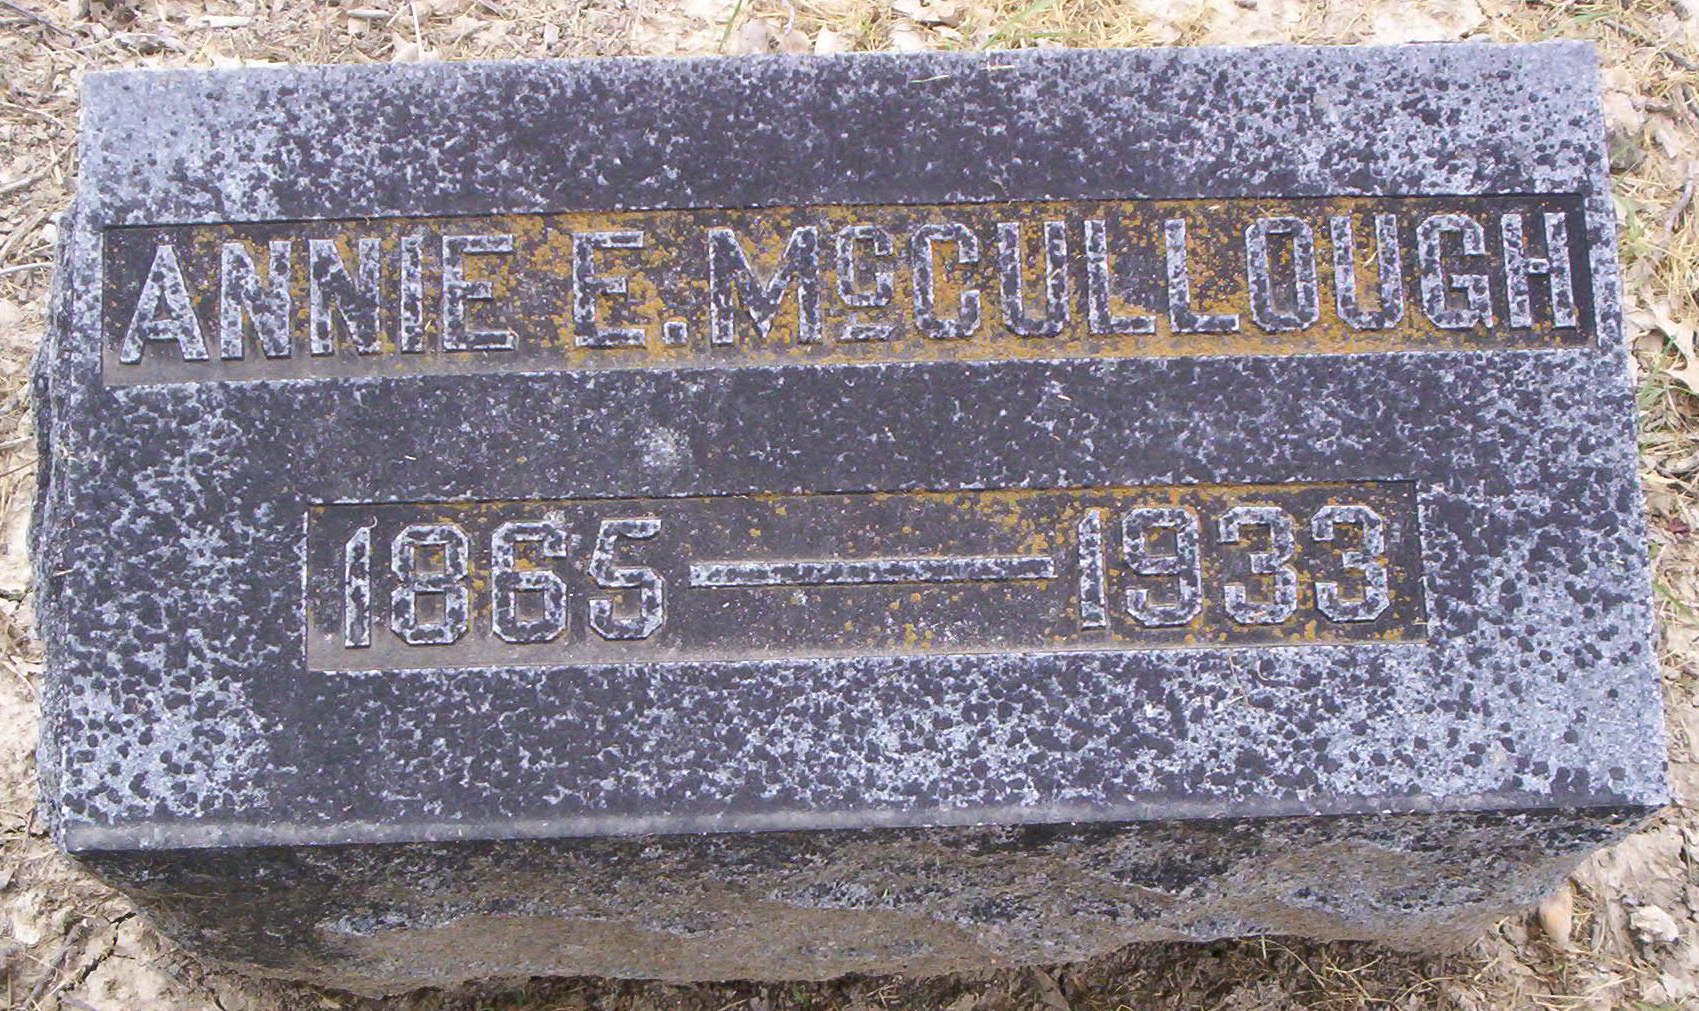 ANNIE E. McCULLOUGH
1865 — 1933